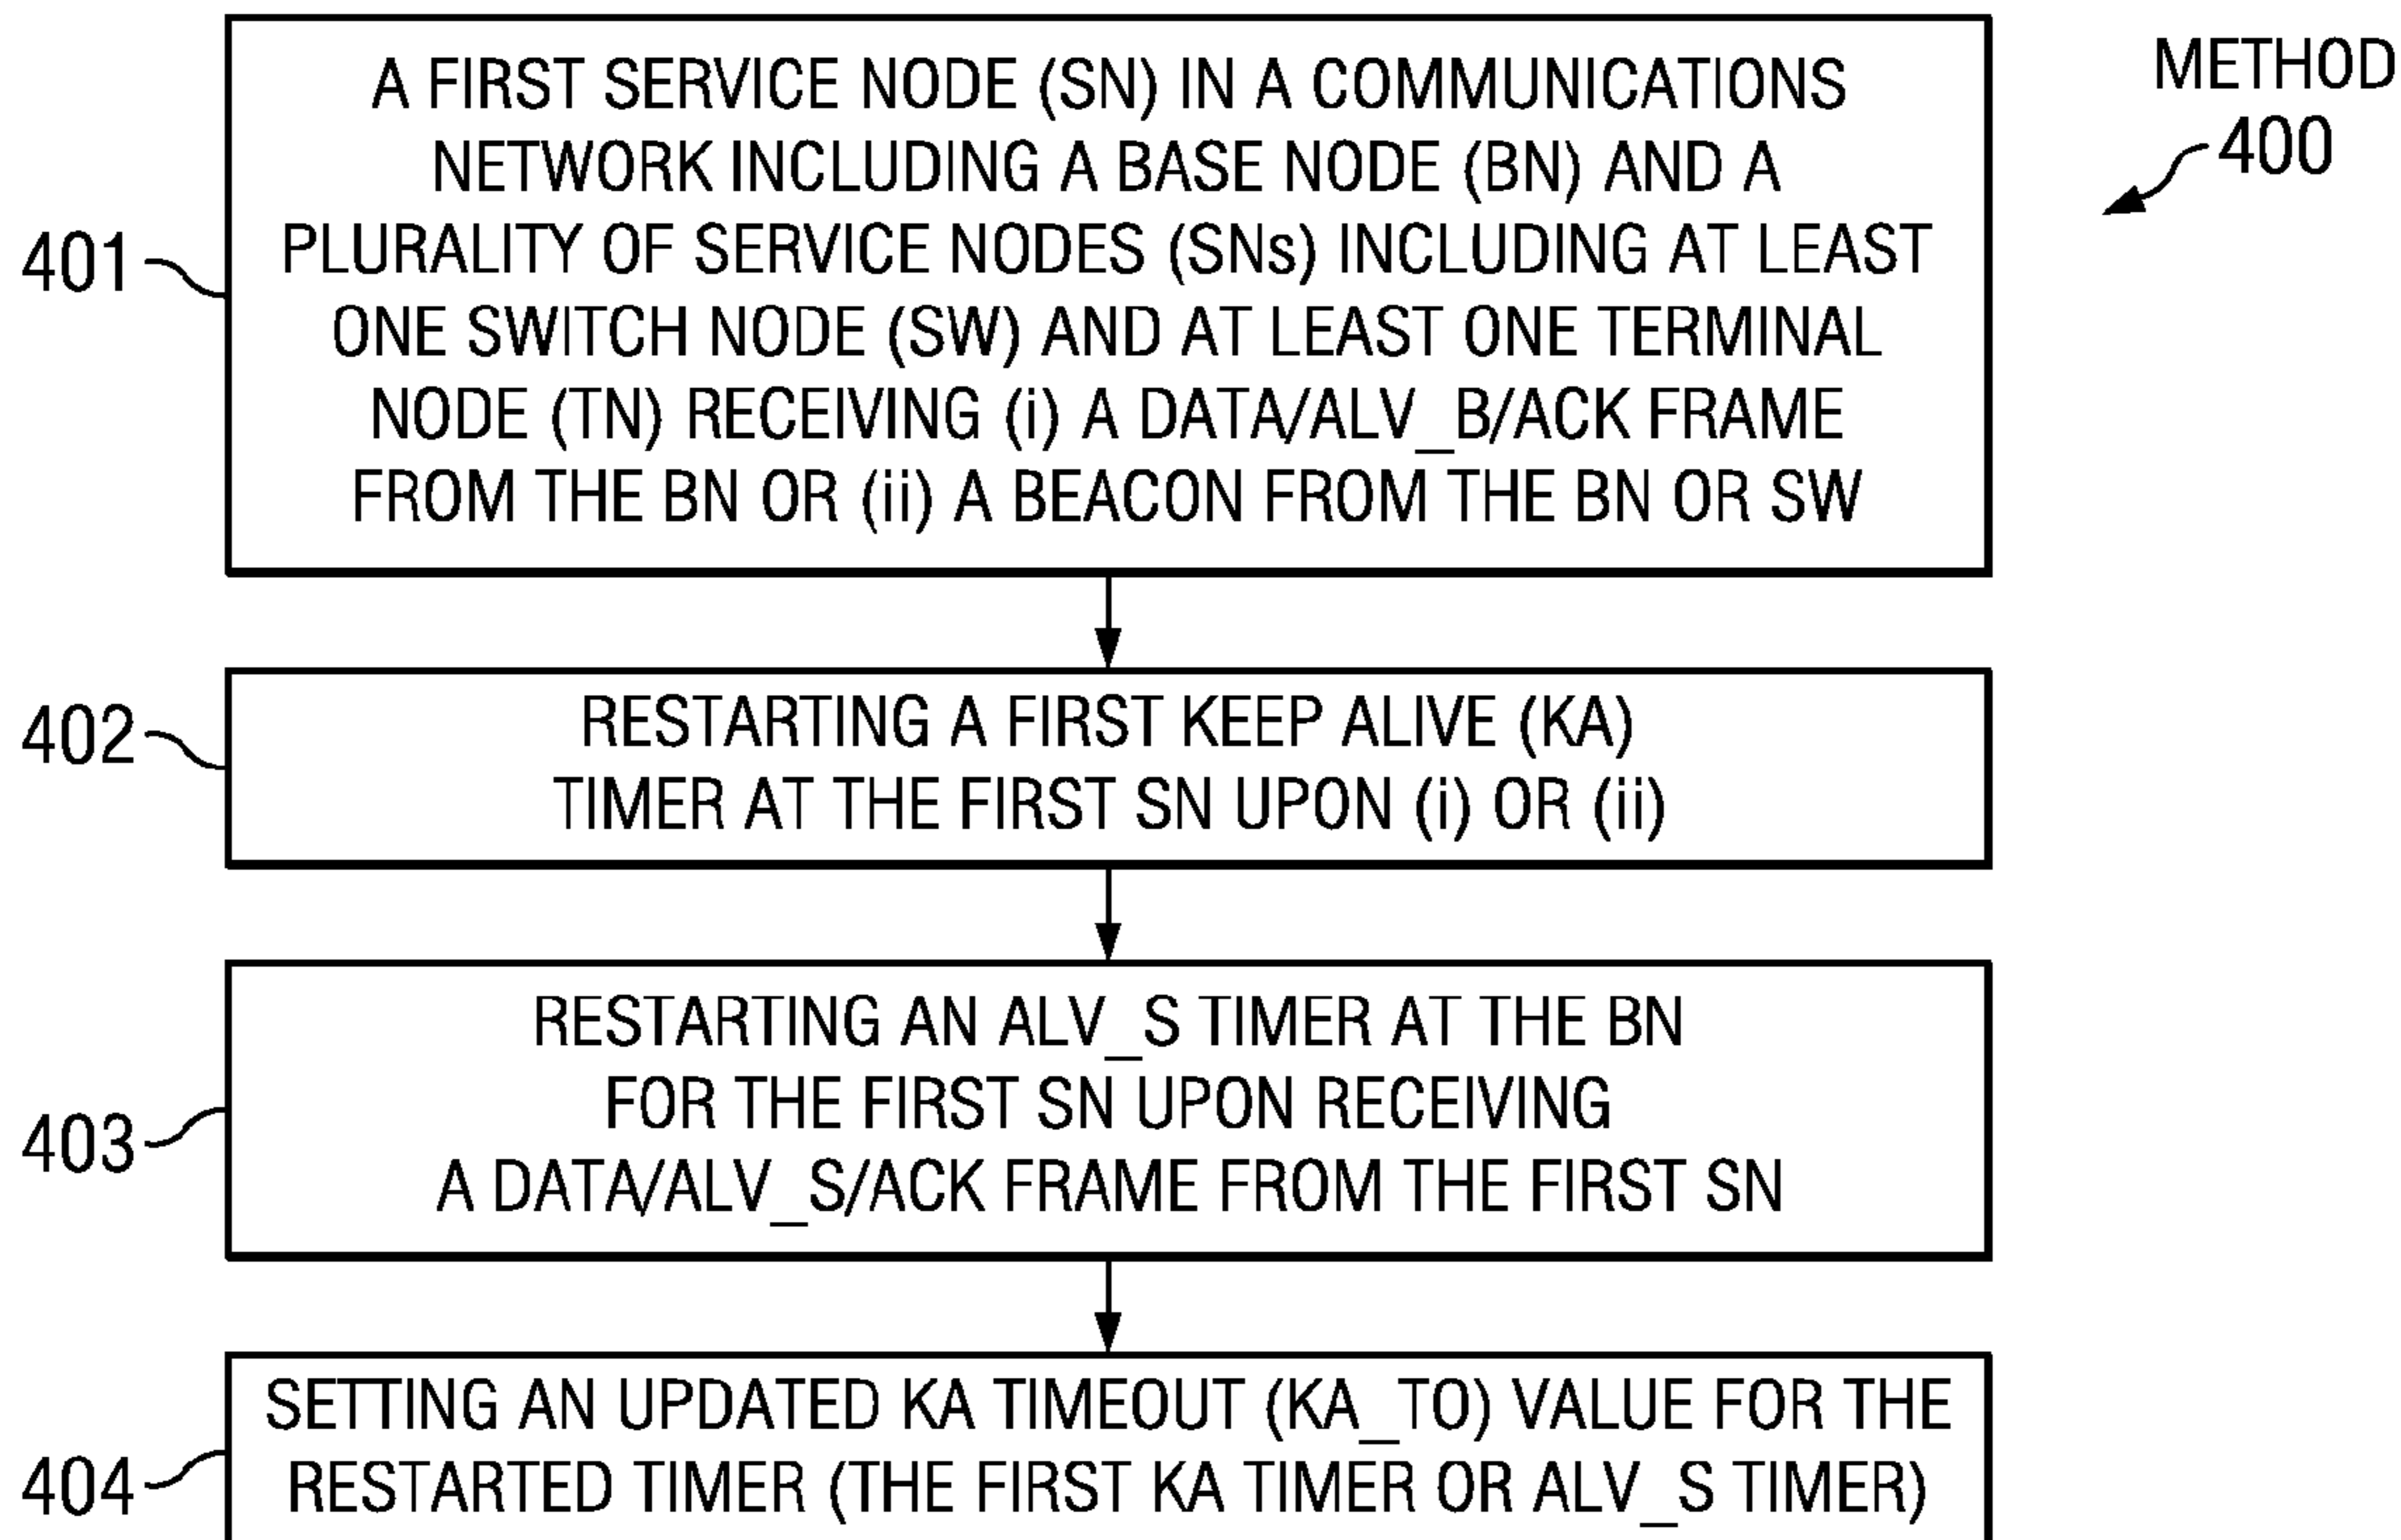 METHOD
400
401
A FIRST SERVICE NODE (SN) IN A COMMUNICATIONS
NETWORK INCLUDING A BASE NODE (BN) AND A
PLURALITY OF SERVICE NODES (SNs) INCLUDING AT LEAST
ONE SWITCH NODE (SW) AND AT LEAST ONE TERMINAL
NODE (TN) RECEIVING (i) A DATA/ALV_B/ACK FRAME
FROM THE BN OR (ii) A BEACON FROM THE BN OR SW
402
RESTARTING A FIRST KEEP ALIVE (KA)
TIMER AT THE FIRST SN UPON (i) OR (ii)
403
RESTARTING AN ALV_S TIMER AT THE BN
FOR THE FIRST SN UPON RECEIVING
A DATA/ALV_S/ACK FRAME FROM THE FIRST SN
404
SETTING AN UPDATED KA TIMEOUT (KA_TO) VALUE FOR THE
RESTARTED TIMER (THE FIRST KA TIMER OR ALV_S TIMER)